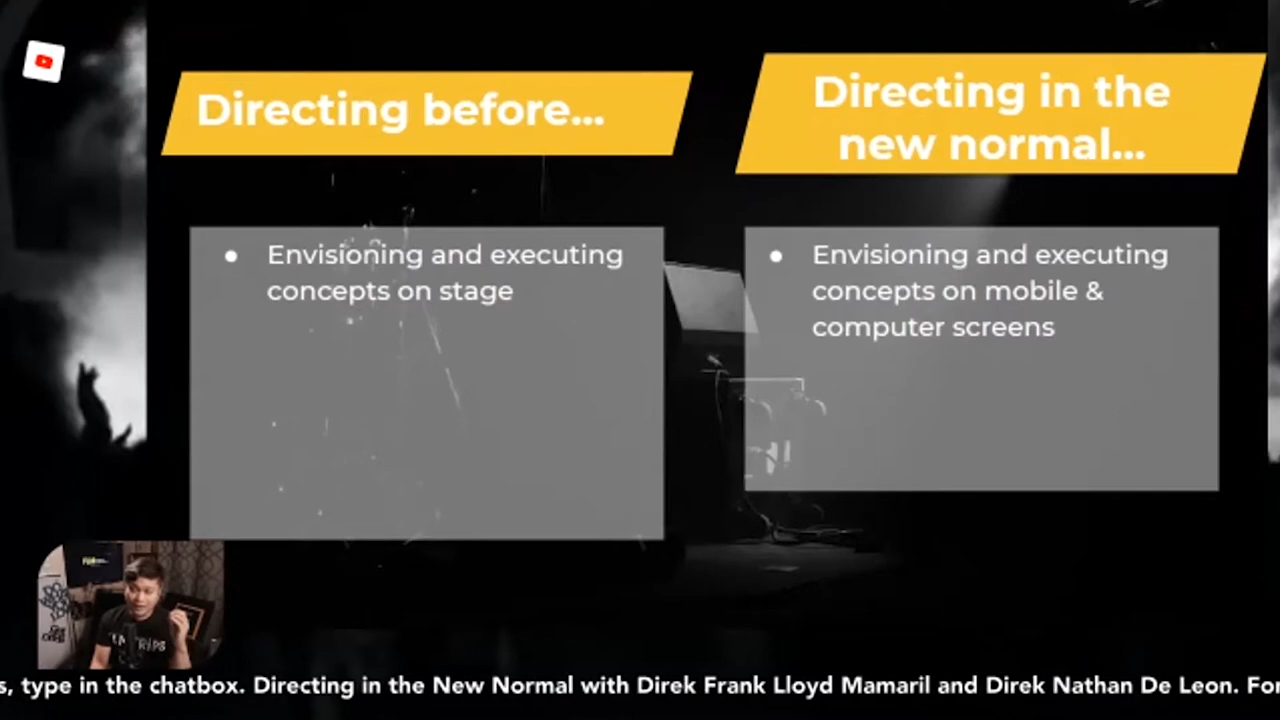 Directing before...
Directing in the
new normal...
● Envisioning and executing
concepts on stage
● Envisioning and executing
concepts on mobile &
computer screens
s, type in the chatbox. Directing in the New Normal with Direk Frank Lloyd Mamaril and Direk Nathan De Leon. For